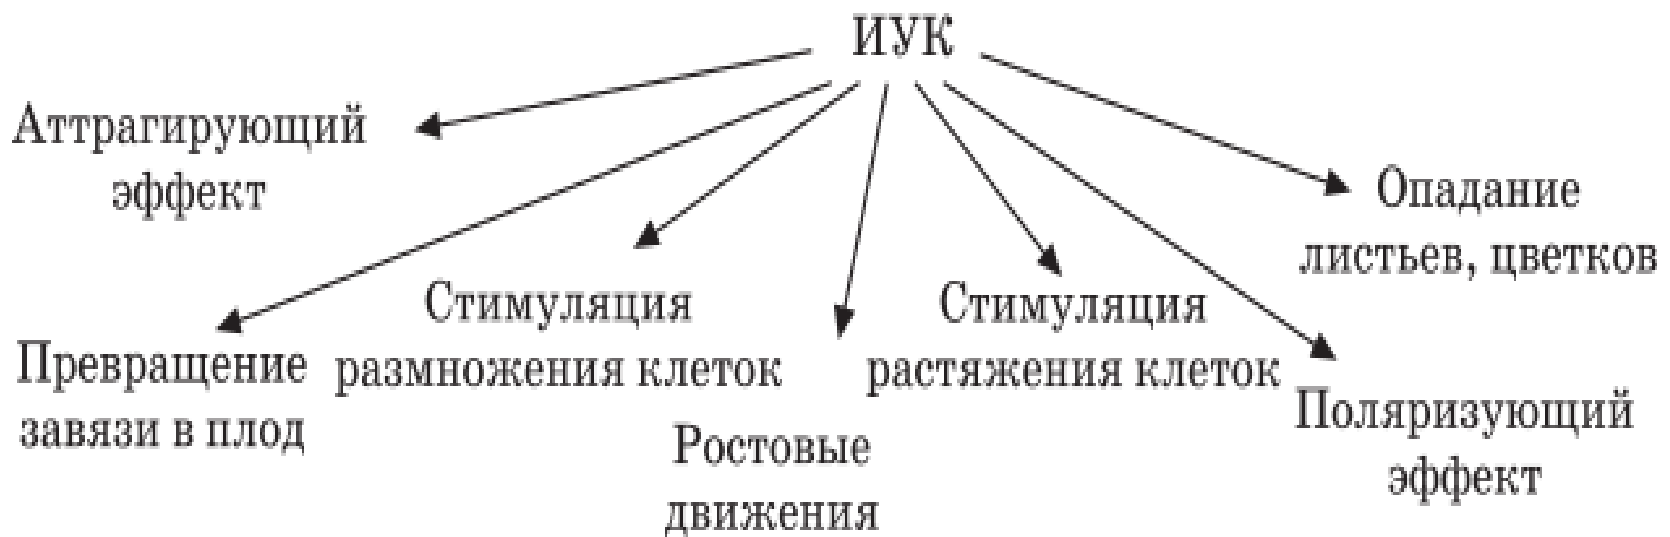 ИУК
Аттрагирующий
эффект
Опадание
листьев, цветков
Стимуляция
размножения клеток
Стимуляция
растяжения клеток
Превращение
завязи в плод
Ростовые
движения
Поляризующий
эффект